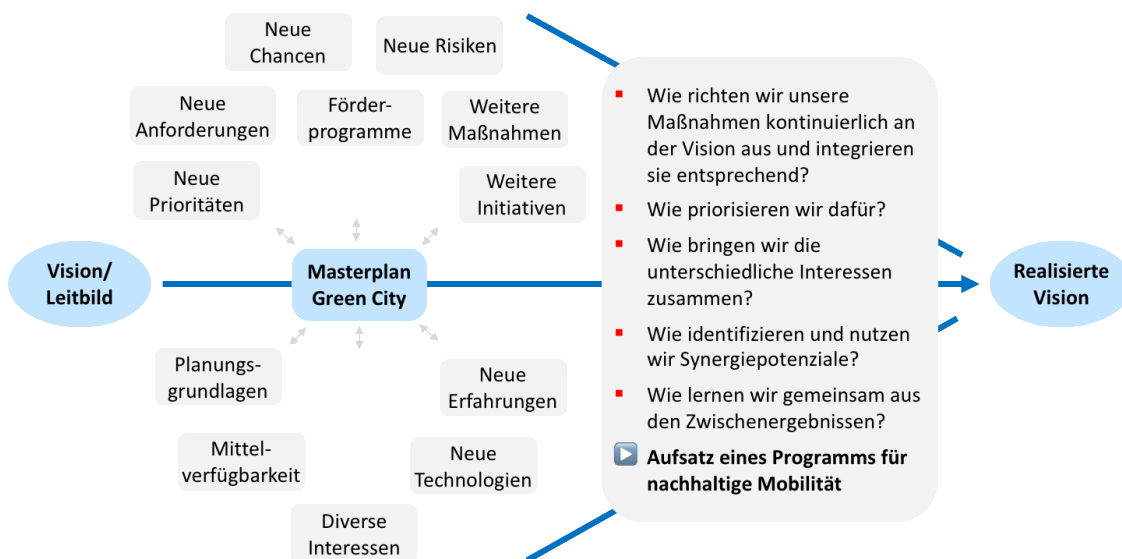 Neue
Chancen
Neue Risiken
Neue
Anforderungen
Förder-
programme
Weitere
Maßnahmen
Neue
Prioritäten
Weitere
Initiativen
Vision/
Leitbild
Masterplan
Green City
Planungs-
grundlagen
Neue
Erfahrungen
Mittel-
verfügbarkeit
Neue
Technologien
Diverse
Interessen
Wie richten wir unsere
Maßnahmen kontinuierlich an
der Vision aus und integrieren
sie entsprechend?
Wie priorisieren wir dafür?
Wie bringen wir die
unterschiedliche Interessen
zusammen?
Wie identifizieren und nutzen
wir Synergiepotenziale?
Wie lernen wir gemeinsam aus
den Zwischenergebnissen?
Aufsatz eines Programms für
nachhaltige Mobilität
Realisierte
Vision